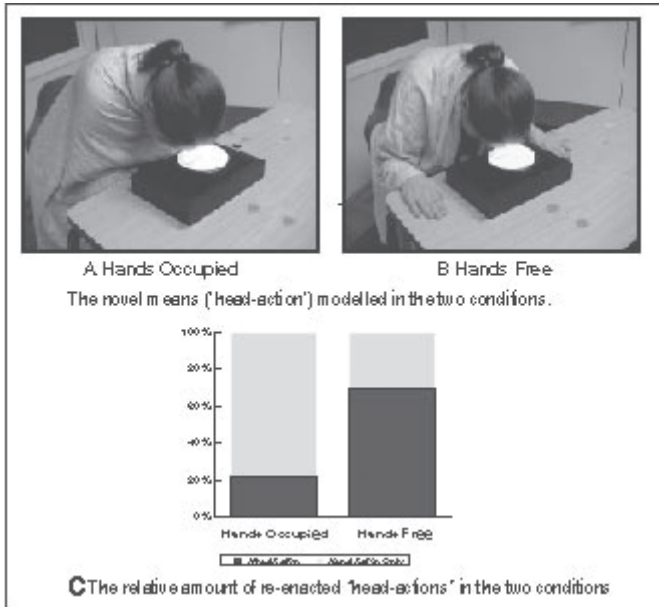 A Hands Occupied
B Hands Free
The novel means ('head-action') modelled in the two conditions.
100%
80%
60%
40%
20%
0%
Hands Occupied
Hands Free
C The relative amount of re-enacted "head-actions" in the two conditions